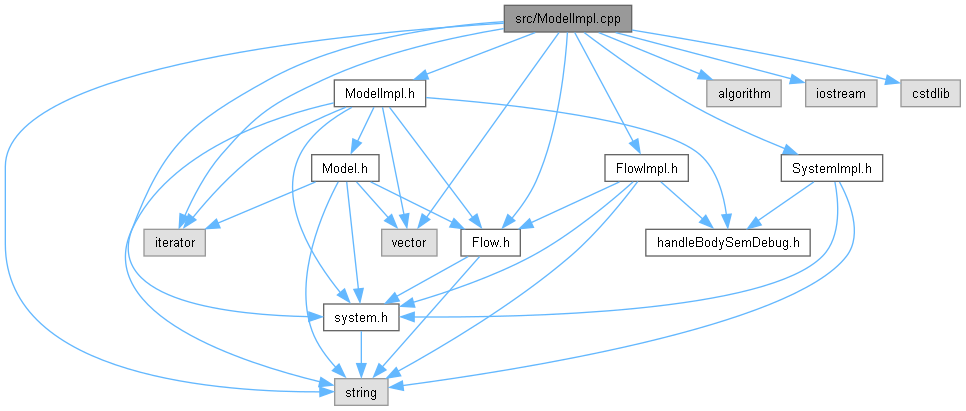 src/ModelImpl.cpp
ModelImpl.h
algorithm
iostream
cstdlib
Model.h
FlowImpl.h
SystemImpl.h
iterator
vector
Flow.h
handleBodySemDebug.h
system.h
string